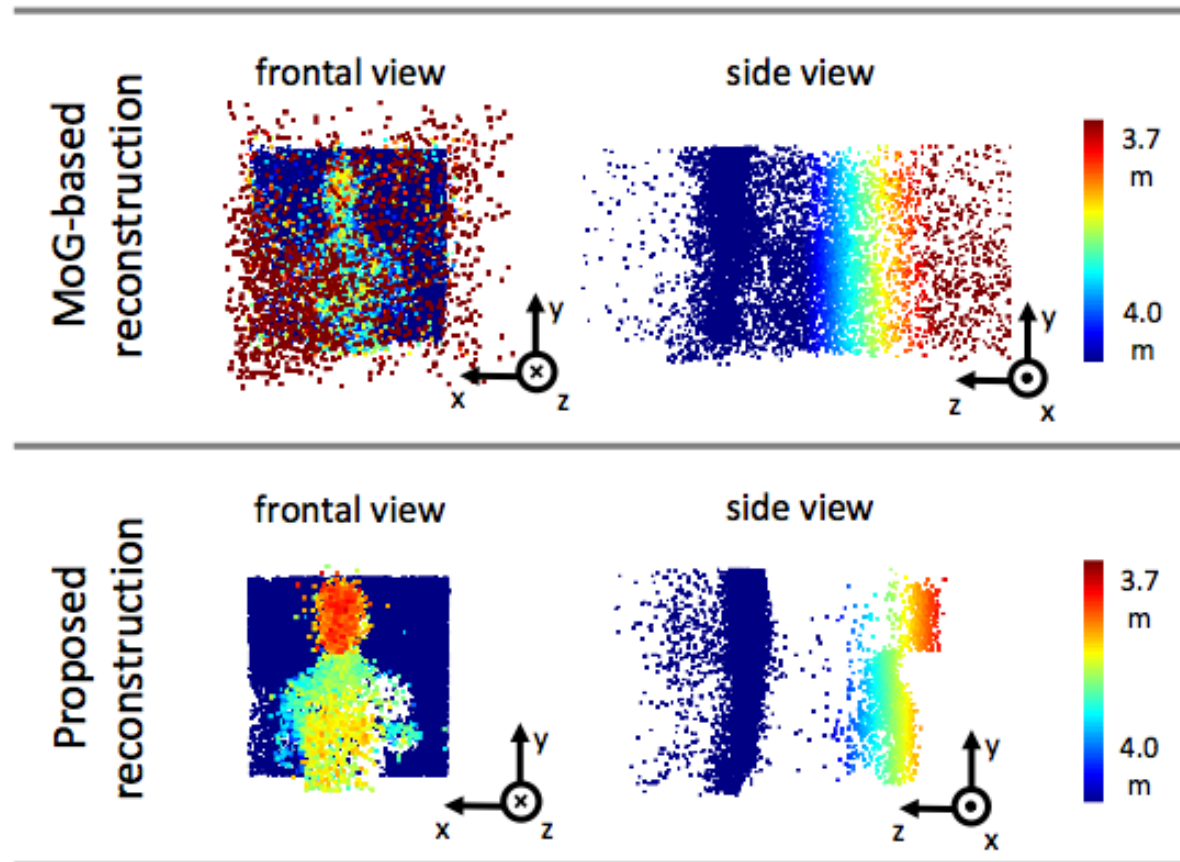 MoG-based
reconstruction
frontal view
side view
3.7
m
4.0
m
y
x
z
y
z
x
Proposed
reconstruction
frontal view
side view
3.7
m
4.0
m
y
x
z
y
z
x